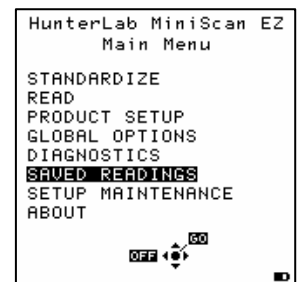 HunterLab MiniScan EZ
Main Menu
STANDARDIZE
READ
PRODUCT SETUP
GLOBAL OPTIONS
DIAGNOSTICS
SAVED READINGS
SETUP MAINTENANCE
ABOUT
GO
OFF